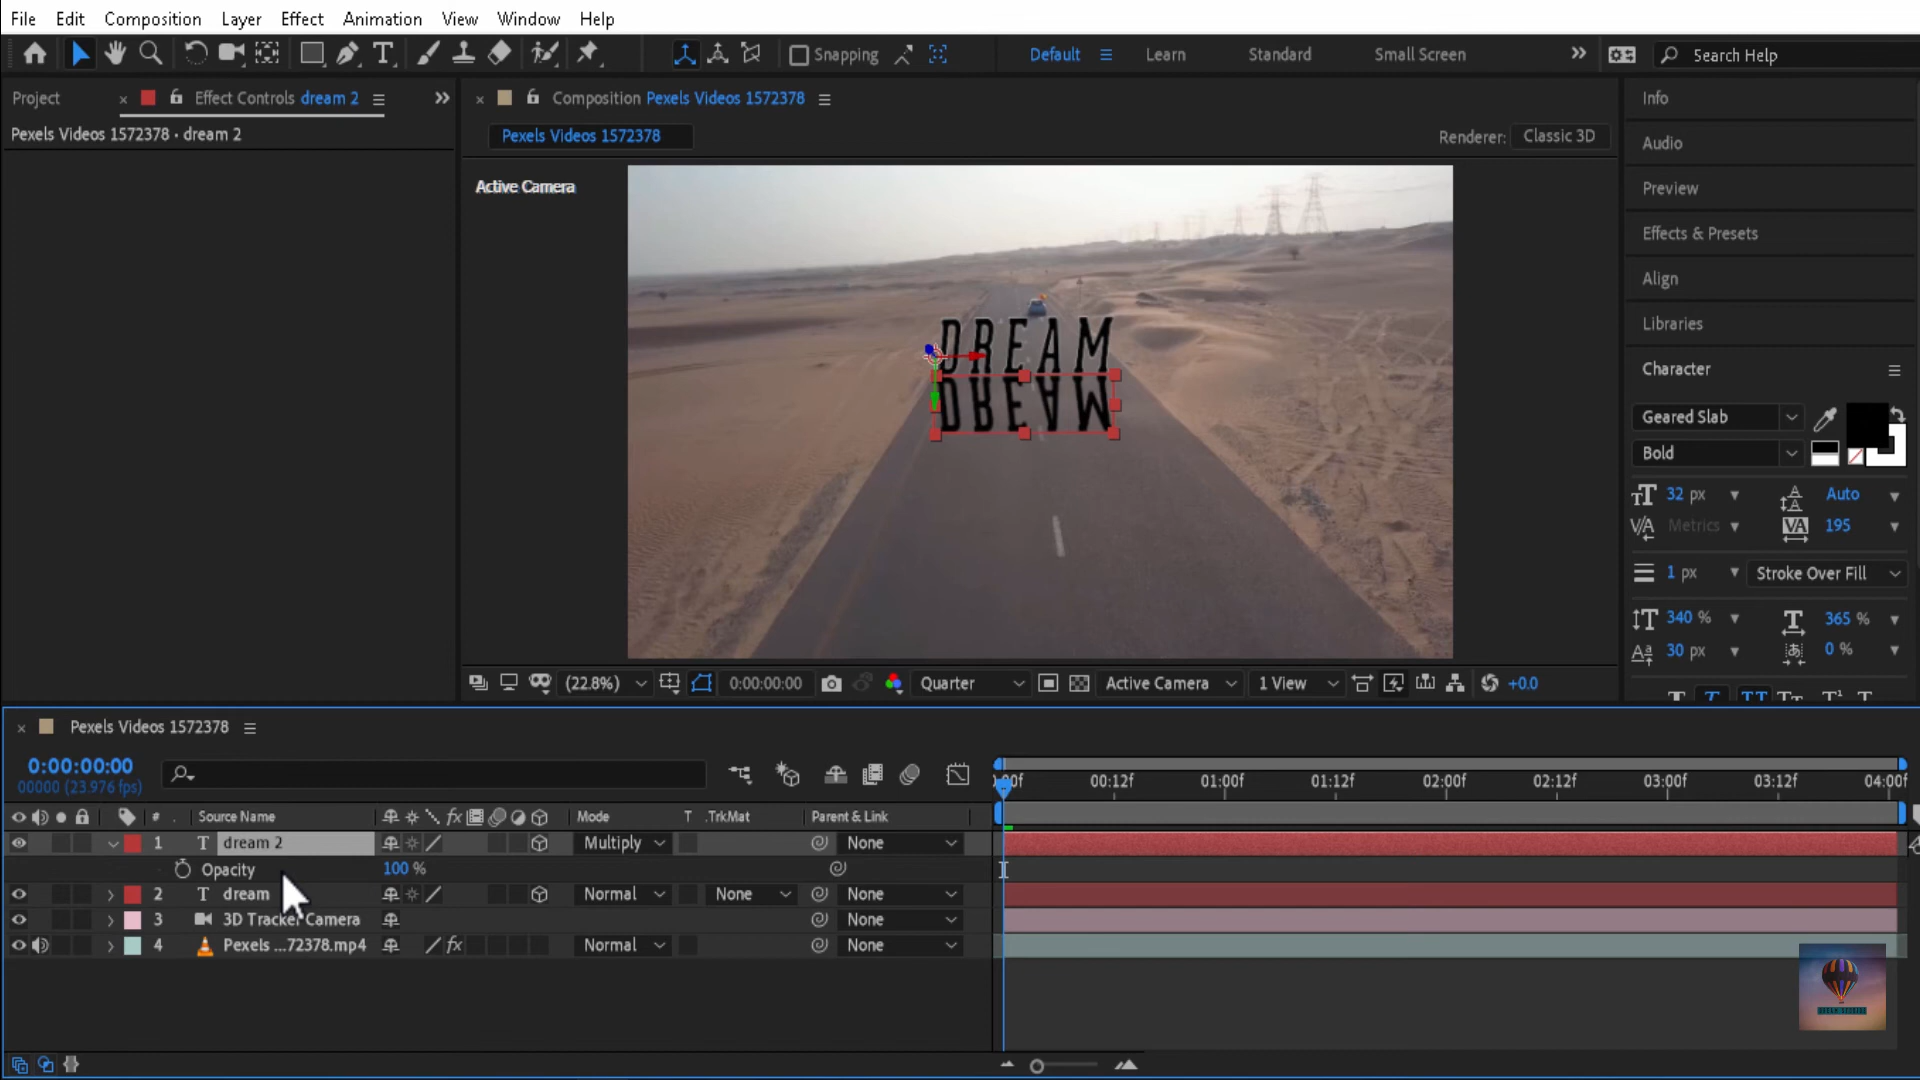 File Edit Composition Layer Effect Animation View Window Help
Snapping Default Learn Standard Small Screen Search Help
Project Effect Controls dream 2
Pexels Videos 1572378 • dream 2
Composition Pexels Videos 1572378
Pexels Videos 1572378
Renderer: Classic 3D
Active Camera
DREAM
DREAM
(22.8%) 0:00:00:00 Quarter Active Camera 1 View +0.0
Info
Audio
Preview
Effects & Presets
Align
Libraries
Character
Geared Slab
Bold
32 px Auto
Metrics 195
1 px Stroke Over Fill
340 % 365 %
30 px 0 %
Pexels Videos 1572378
0:00:00:00
00000 (23.976 fps)
00:12f 01:00f 01:12f 02:00f 02:12f 03:00f 03:12f 04:00f
# Source Name fx Mode T .TrkMat Parent & Link
1 T dream 2 Multiply None
Opacity 100 %
2 T dream Normal None None
3 3D Tracker Camera None
4 Pexels ...72378.mp4 fx Normal None